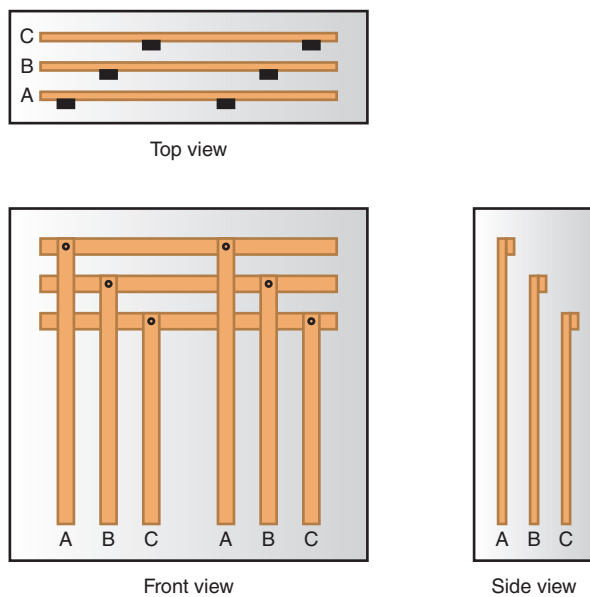 C
B
A
Top view
A B C A B C
Front view
A B C
Side view